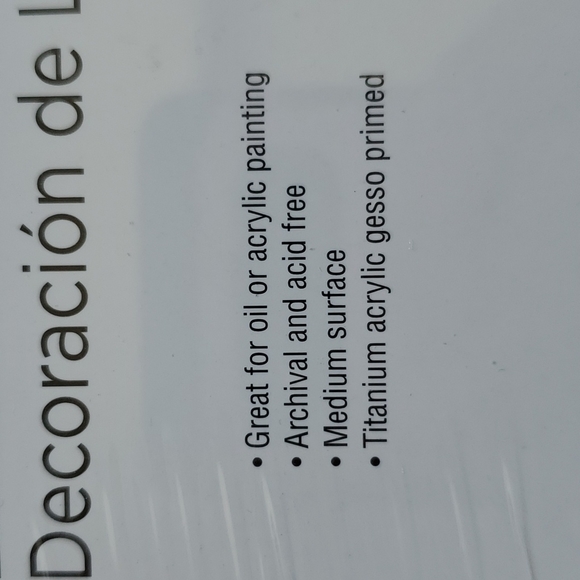 Decoración de
• Great for oil or acrylic painting
• Archival and acid free
• Medium surface
• Titanium acrylic gesso primed